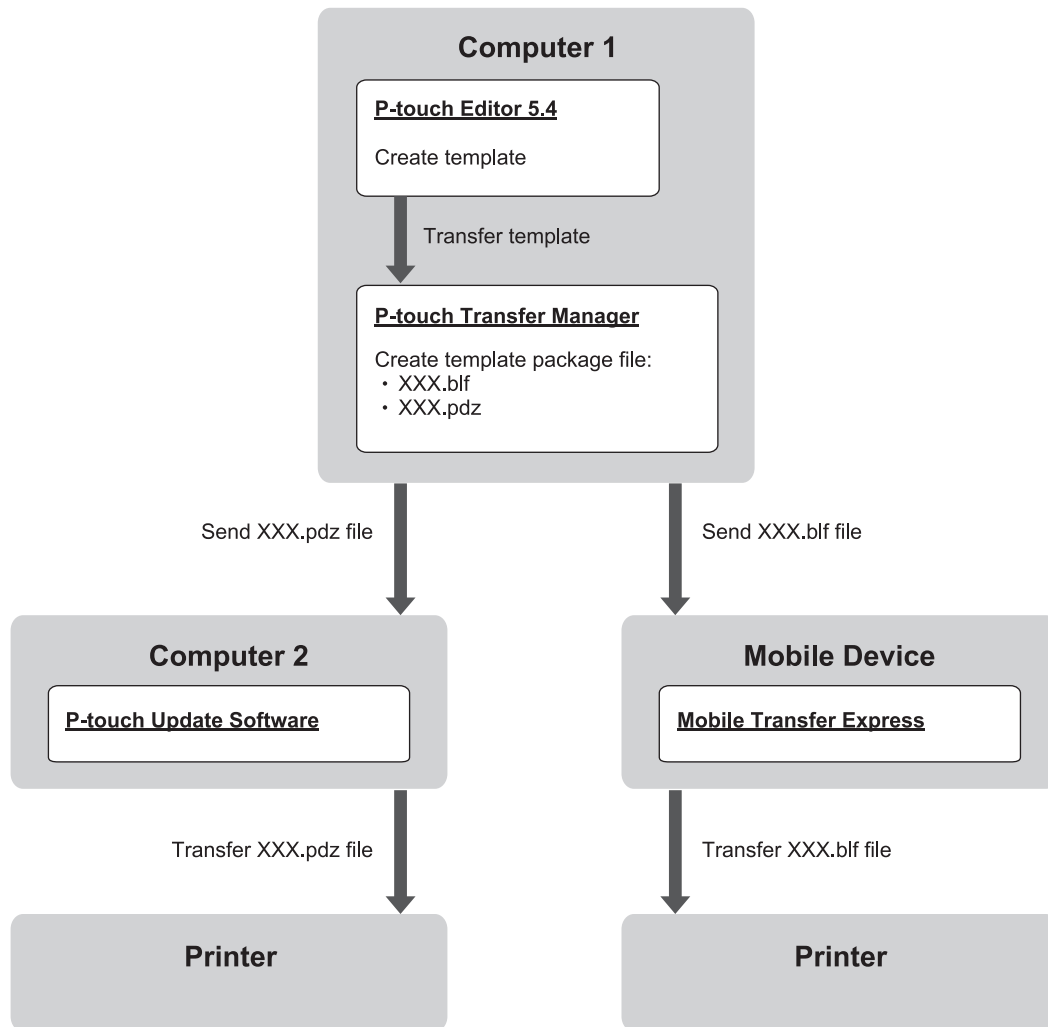 Computer 1
P-touch Editor 5.4
Create template
Transfer template
P-touch Transfer Manager
Create template package file:
• XXX.blf
• XXX.pdz
Send XXX.pdz file
Send XXX.blf file
Computer 2
P-touch Update Software
Mobile Device
Mobile Transfer Express
Transfer XXX.pdz file
Transfer XXX.blf file
Printer
Printer